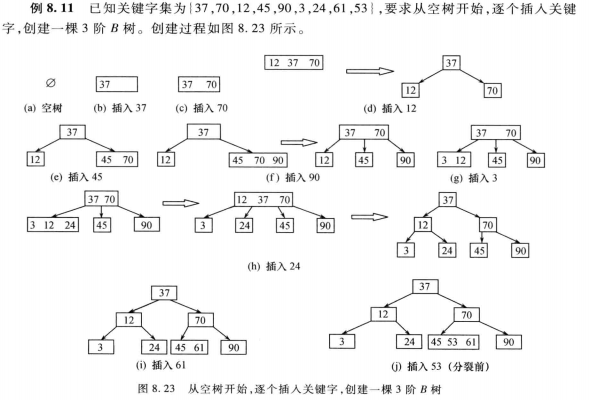 例 8.11 已知关键字集为{37,70,12,45,90,3,24,61,53},要求从空树开始,逐个插入关键
字,创建一棵 3 阶 B 树。创建过程如图 8.23 所示。
12 37 70
37
∅
37
37 70
12
70
(a) 空树
(b) 插入 37
(c) 插入 70
(d) 插入 12
37
37
37 70
37 70
12
45 70
12
45 70 90
12
45
90
3 12
45
90
(e) 插入 45
(f) 插入 90
(g) 插入 3
37 70
12 37 70
37
12
70
3 12 24
45
90
3
24
45
90
3
24
45
90
(h) 插入 24
37
37
12
70
12
70
3
24
45 61
90
3
24
45 53 61
90
(i) 插入 61
(j) 插入 53 (分裂前)
图 8.23 从空树开始,逐个插入关键字,创建一棵 3 阶 B 树